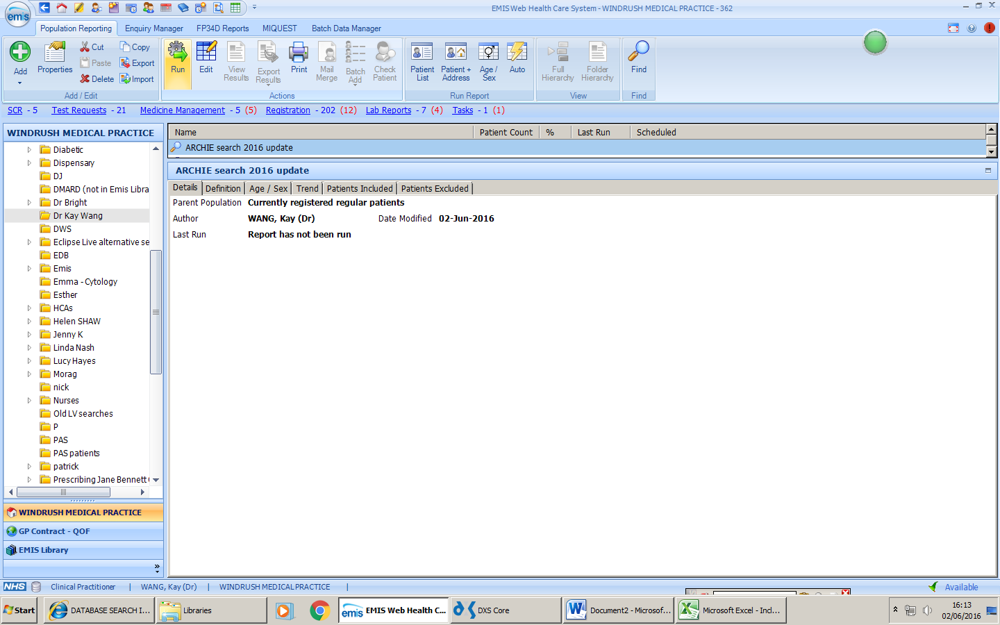 EMIS Web Health Care System - WINDRUSH MEDICAL PRACTICE - 362
emis
Population Reporting Enquiry Manager FP34D Reports MIQUEST Batch Data Manager
Add Properties Cut Copy Paste Export Delete Import
Add / Edit
Run Edit View Results Export Results Print Mail Merge Batch Add Check Patient
Actions
Patient List Patient + Address Age / Sex Auto
Run Report
Full Hierarchy Folder Hierarchy
View
Find
Find
SCR - 5 Test Requests - 21 Medicine Management - 5 (5) Registration - 202 (12) Lab Reports - 7 (4) Tasks - 1 (1)
WINDRUSH MEDICAL PRACTICE
Diabetic
Dispensary
DJ
DMARD (not in Emis Libra
Dr Bright
Dr Kay Wang
DWS
Eclipse Live alternative se
EDB
Emis
Emma - Cytology
Esther
HCAs
Helen SHAW
Jenny K
Linda Nash
Lucy Hayes
Morag
nick
Nurses
Old LV searches
P
PAS
PAS patients
patrick
Prescribing Jane Bennett
WINDRUSH MEDICAL PRACTICE
GP Contract - QOF
EMIS Library
Name Patient Count % Last Run Scheduled
ARCHIE search 2016 update
ARCHIE search 2016 update
Details Definition Age / Sex Trend Patients Included Patients Excluded
Parent Population Currently registered regular patients
Author WANG, Kay (Dr) Date Modified 02-Jun-2016
Last Run Report has not been run
NHS Clinical Practitioner | WANG, Kay (Dr) | WINDRUSH MEDICAL PRACTICE |
Available
Start DATABASE SEARCH I... Libraries emis EMIS Web Health C... DXS Core Document2 - Microsof... Microsoft Excel - Incl...
16:13
02/06/2016